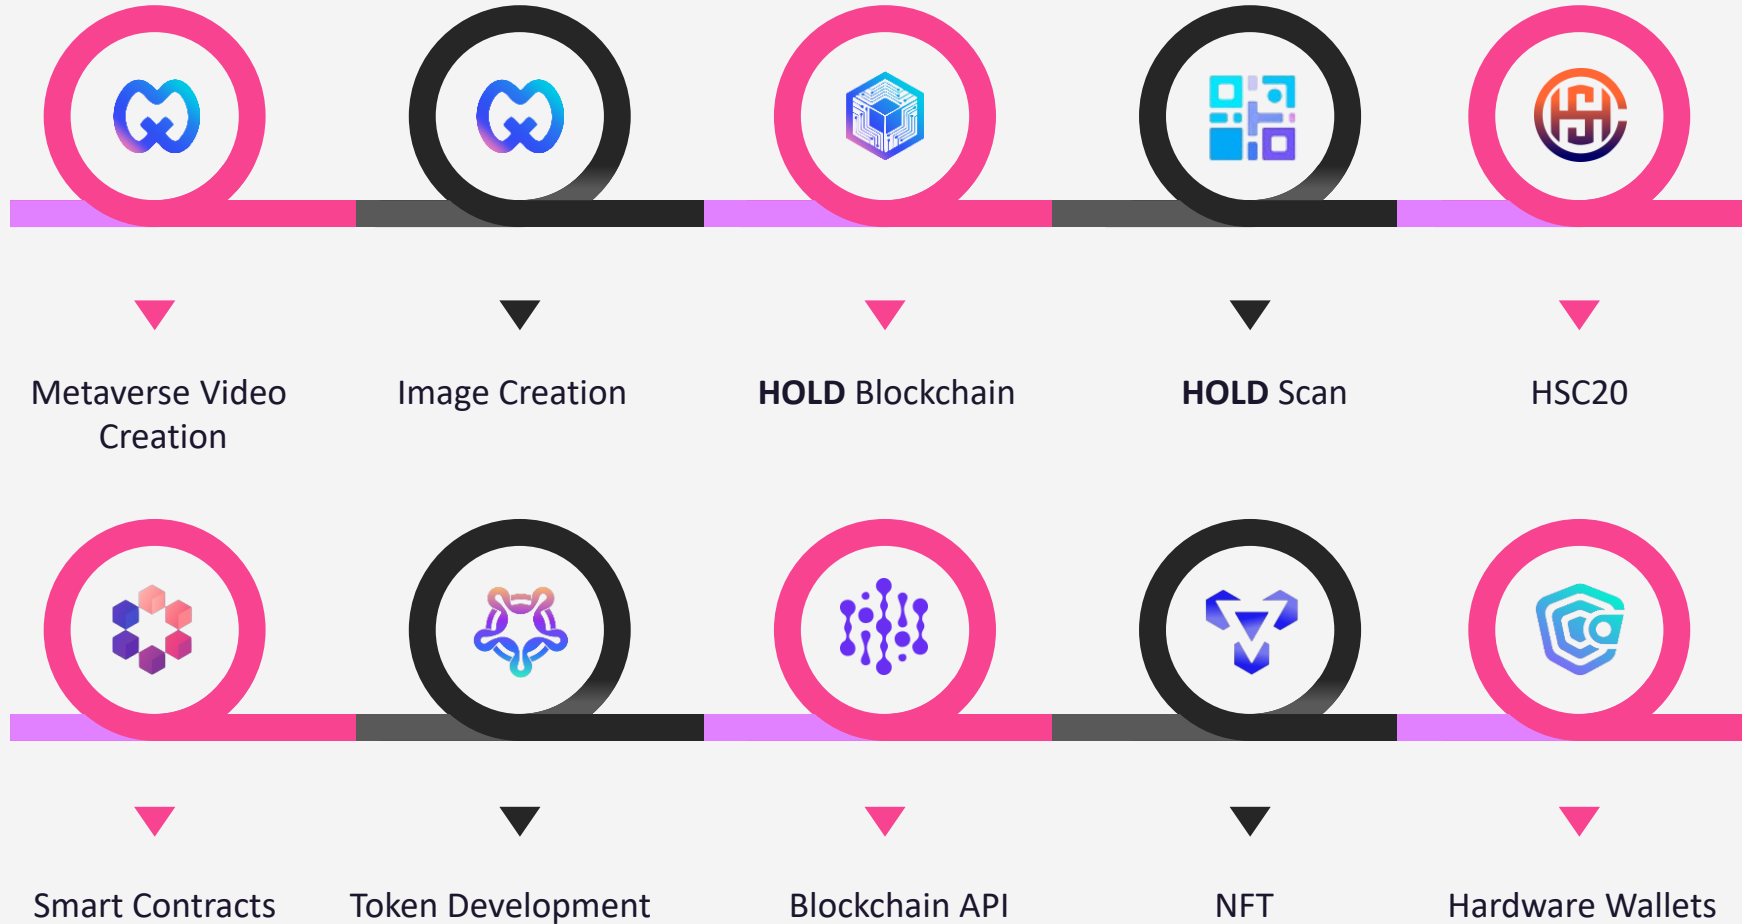 Metaverse Video
Creation
Image Creation
HOLD Blockchain
HOLD Scan
HSC20
Smart Contracts
Token Development
Blockchain API
NFT
Hardware Wallets